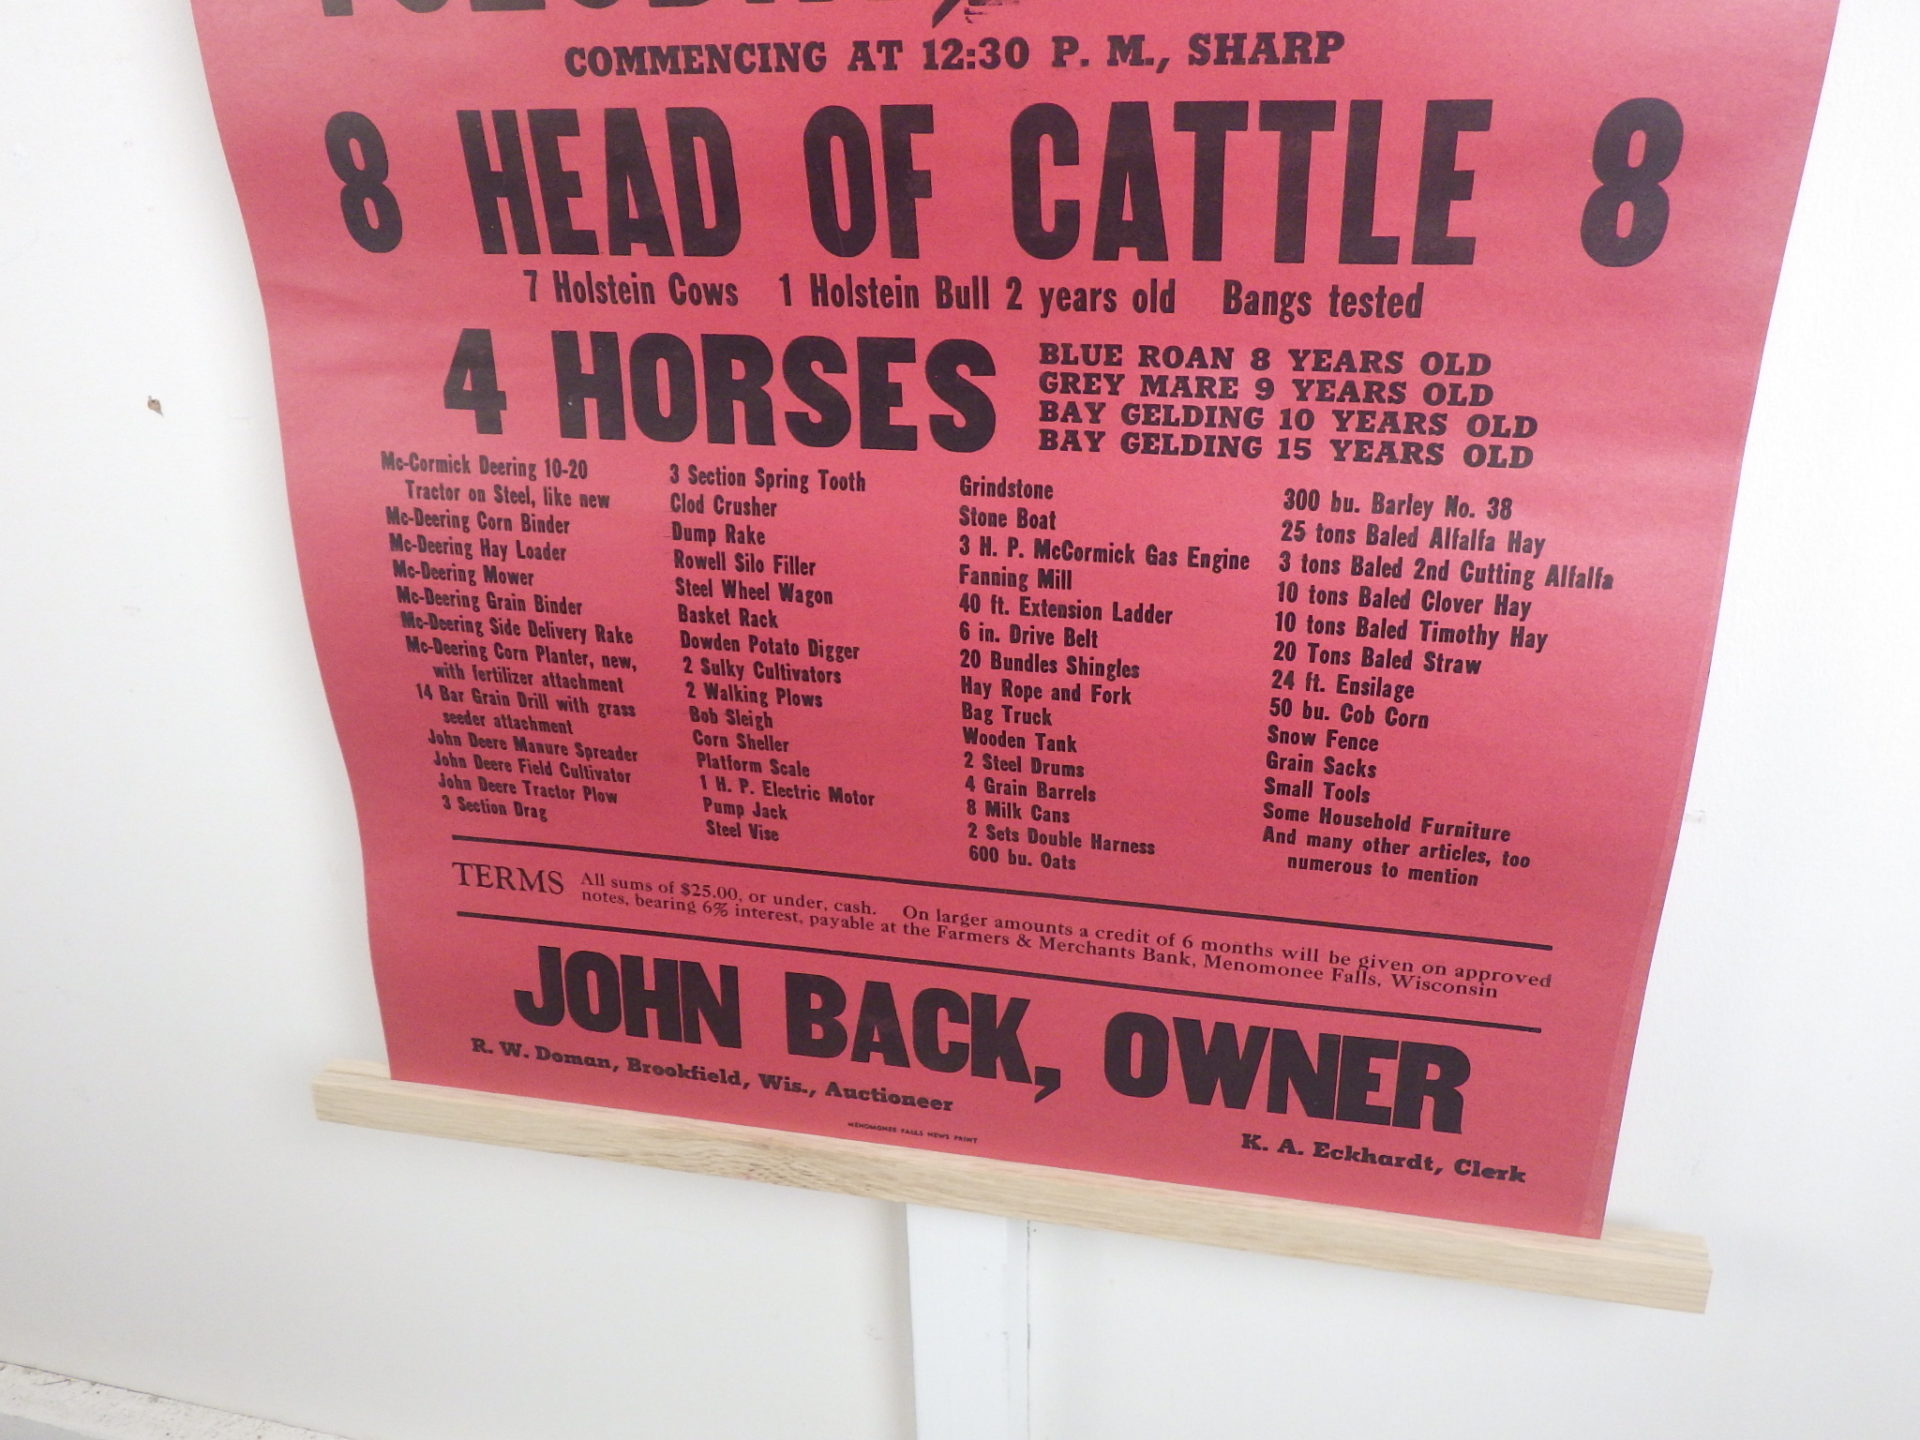 COMMENCING AT 12:30 P. M., SHARP
8 HEAD OF CATTLE 8
7 Holstein Cows 1 Holstein Bull 2 years old Bangs tested
4 HORSES
BLUE ROAN 8 YEARS OLD
GREY MARE 9 YEARS OLD
BAY GELDING 10 YEARS OLD
BAY GELDING 15 YEARS OLD
Mc-Cormick Deering 10-20
Tractor on Steel, like new
Mc-Deering Corn Binder
Mc-Deering Hay Loader
Mc-Deering Mower
Mc-Deering Grain Binder
Mc-Deering Side Delivery Rake
Mc-Deering Corn Planter, new,
with fertilizer attachment
14 Bar Grain Drill with grass
seeder attachment
John Deere Manure Spreader
John Deere Field Cultivator
John Deere Tractor Plow
3 Section Drag
3 Section Spring Tooth
Clod Crusher
Dump Rake
Rowell Silo Filler
Steel Wheel Wagon
Basket Rack
Dowden Potato Digger
2 Sulky Cultivators
2 Walking Plows
Bob Sleigh
Corn Sheller
Platform Scale
1 H. P. Electric Motor
Pump Jack
Steel Vise
Grindstone
Stone Boat
3 H. P. McCormick Gas Engine
Fanning Mill
40 ft. Extension Ladder
6 in. Drive Belt
20 Bundles Shingles
Hay Rope and Fork
Bag Truck
Wooden Tank
2 Steel Drums
4 Grain Barrels
8 Milk Cans
2 Sets Double Harness
600 bu. Oats
300 bu. Barley No. 38
25 tons Baled Alfalfa Hay
3 tons Baled 2nd Cutting Alfalfa
10 tons Baled Clover Hay
10 tons Baled Timothy Hay
20 Tons Baled Straw
24 ft. Ensilage
50 bu. Cob Corn
Snow Fence
Grain Sacks
Small Tools
Some Household Furniture
And many other articles, too
numerous to mention
TERMS All sums of $25.00, or under, cash. On larger amounts a credit of 6 months will be given on approved
notes, bearing 6% interest, payable at the Farmers & Merchants Bank, Menomonee Falls, Wisconsin
JOHN BACK, OWNER
R. W. Doman, Brookfield, Wis., Auctioneer
K. A. Eckhardt, Clerk
MENOMONEE FALLS NEWS PRINT